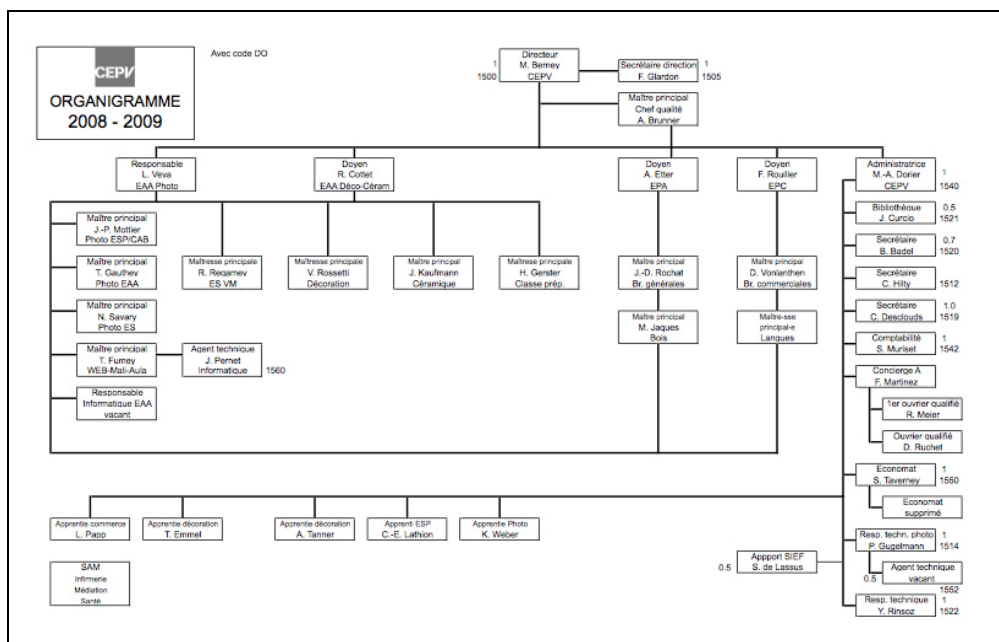 CEPV
ORGANIGRAMME
2008 - 2009
Avec code DO
1
1500
Directeur
M. Berney
CEPV
Secrétaire direction
F. Glardon
1
1505
Maître principal
Chef qualité
A. Brunner
Responsable
L. Veva
EAA Photo
Doyen
R. Cottet
EAA Déco-Céram
Doyen
A. Etter
EPA
Doyen
F. Rouiller
EPC
Administratrice
M.-A. Dorier
CEPV
1
1540
Maître principal
J.-P. Mottier
Photo ESP/CAB
Maître principal
T. Gauthey
Photo EAA
Maître principal
N. Savary
Photo ES
Maître principal
T. Fumey
WEB-Mali-Aula
Agent technique
J. Pernet
Informatique
1560
Responsable
Informatique EAA
vacant
Maîtresse principale
R. Regamey
ES VM
Maîtresse principale
V. Rossetti
Décoration
Maître principal
J. Kaufmann
Céramique
Maîtrese principale
H. Gerster
Classe prép.
Maître principal
J.-D. Rochat
Br. générales
Maître principal
M. Jaques
Bois
Maître principal
D. Vonlanthen
Br. commerciales
Maître-sse
principal-e
Langues
Bibliothèque
J. Curcio
0.5
1521
Secrétaire
B. Badel
0.7
1520
Secrétaire
C. Hilty
1512
Secrétaire
C. Desclouds
1.0
1519
Comptabilité
S. Muriset
1
1542
Concierge A
F. Martinez
1er ouvrier qualifié
R. Meier
Ouvrier qualifié
D. Ruchet
Economat
S. Taverney
1
1550
Economat
supprimé
Resp. techn. photo
P. Gugelmann
1
1514
0.5
Agent technique
vacant
1552
Resp. technique
Y. Rinsoz
1
1522
Apprentie commerce
L. Papp
Apprentie décoration
T. Emmel
Apprentie décoration
A. Tanner
Apprenti ESP
C.-E. Lathion
Apprentie Photo
K. Weber
0.5
Appport SIEF
S. de Lassus
SAM
Infirmerie
Médiation
Santé